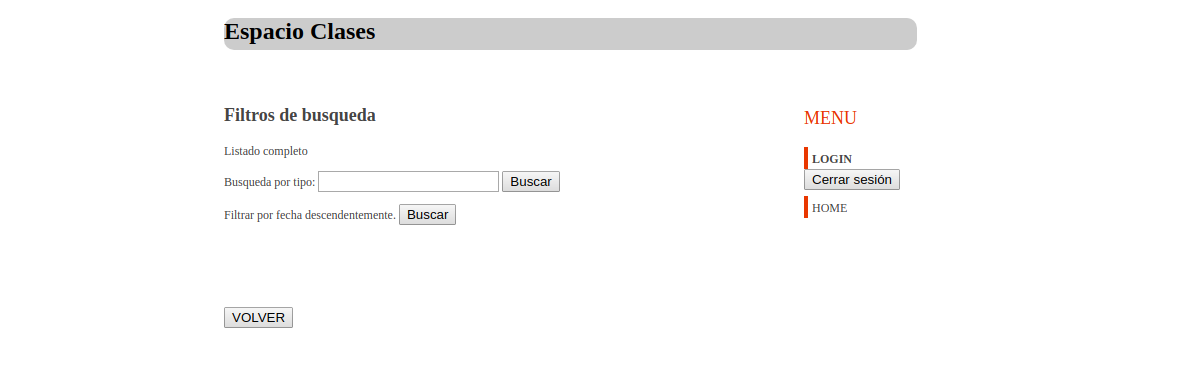 Espacio Clases
Filtros de busqueda
Listado completo
Busqueda por tipo: Buscar
Filtrar por fecha descendentemente. Buscar
VOLVER
MENU
LOGIN
Cerrar sesión
HOME